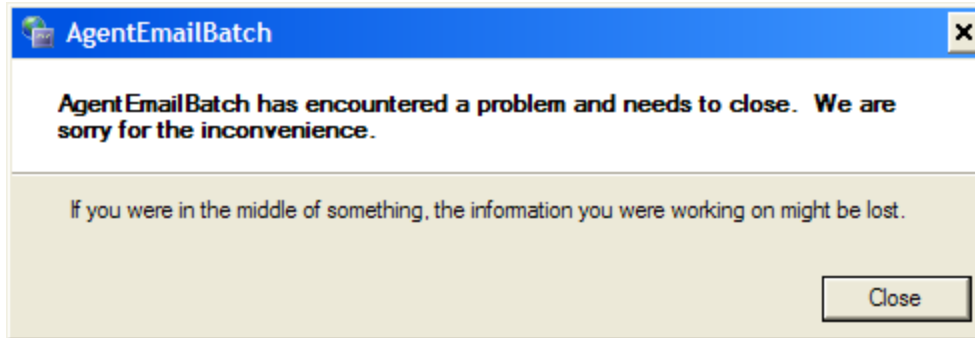 AgentEmailBatch
AgentEmailBatch has encountered a problem and needs to close. We are
sorry for the inconvenience.
If you were in the middle of something, the information you were working on might be lost.
Close